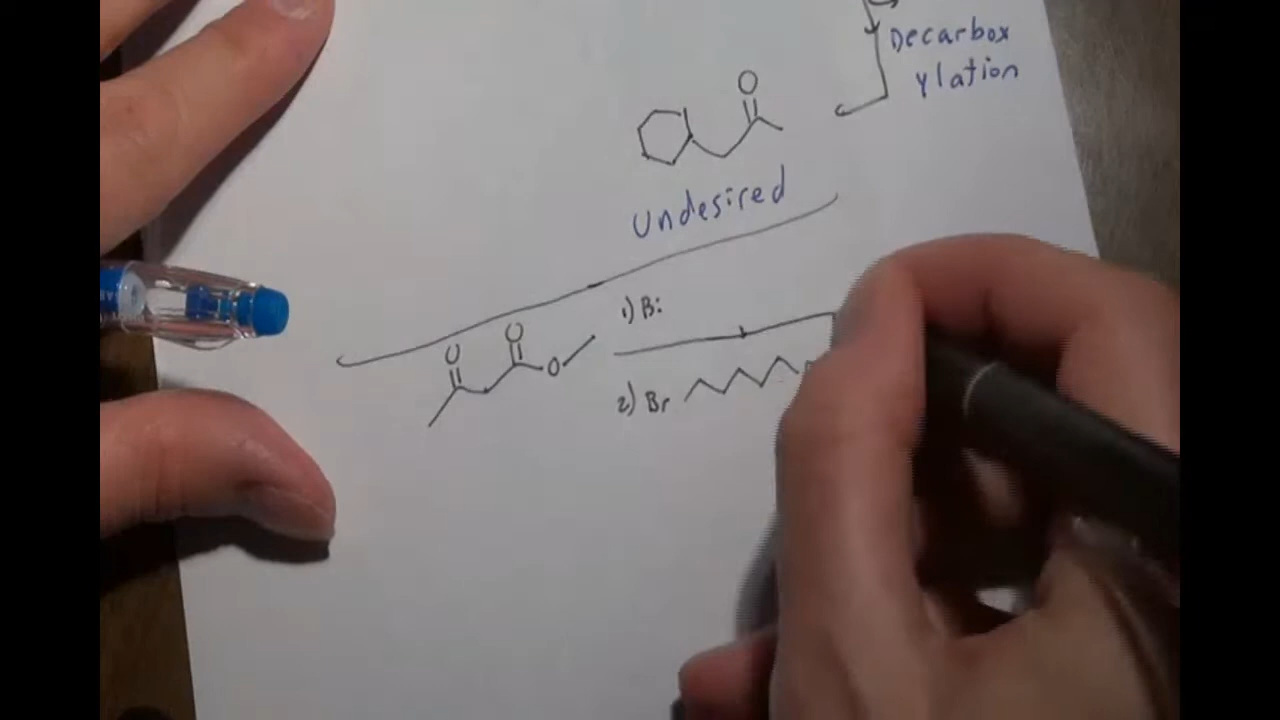 Decarbox
ylation
O
Undesired
1) B:
O O
O
2) Br